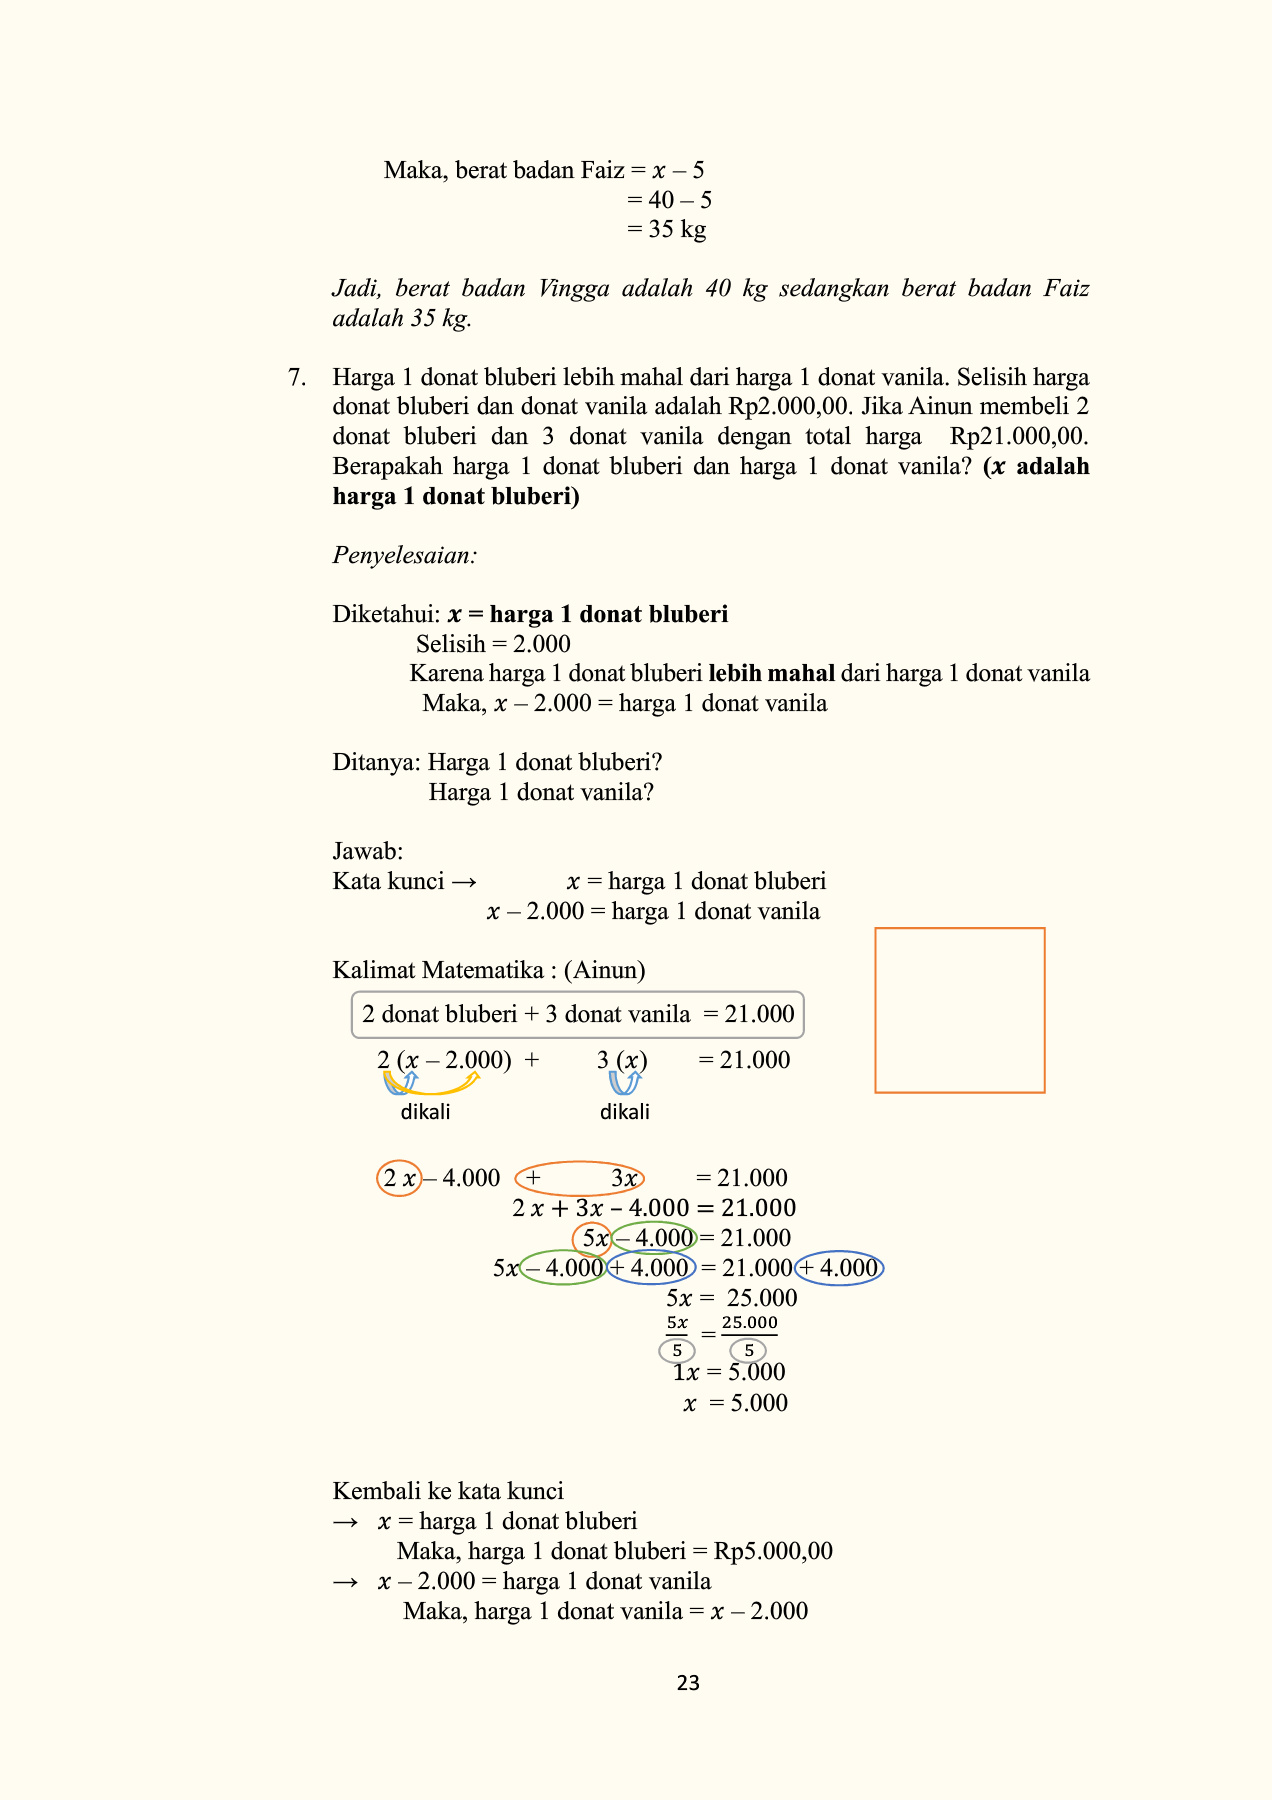 Maka, berat badan Faiz = x – 5
= 40 – 5
= 35 kg
Jadi, berat badan Vingga adalah 40 kg sedangkan berat badan Faiz
adalah 35 kg.
7. Harga 1 donat bluberi lebih mahal dari harga 1 donat vanila. Selisih harga
donat bluberi dan donat vanila adalah Rp2.000,00. Jika Ainun membeli 2
donat bluberi dan 3 donat vanila dengan total harga Rp21.000,00.
Berapakah harga 1 donat bluberi dan harga 1 donat vanila? (x adalah
harga 1 donat bluberi)
Penyelesaian:
Diketahui: x = harga 1 donat bluberi
Selisih = 2.000
Karena harga 1 donat bluberi lebih mahal dari harga 1 donat vanila
Maka, x – 2.000 = harga 1 donat vanila
Ditanya: Harga 1 donat bluberi?
Harga 1 donat vanila?
Jawab:
Kata kunci → x = harga 1 donat bluberi
x – 2.000 = harga 1 donat vanila
Kalimat Matematika : (Ainun)
2 donat bluberi + 3 donat vanila = 21.000
2 (x – 2.000) + 3 (x) = 21.000
dikali dikali
2 x – 4.000 + 3x = 21.000
2 x + 3x – 4.000 = 21.000
5x – 4.000 = 21.000
5x – 4.000 + 4.000 = 21.000 + 4.000
5x = 25.000
5x/5 = 25.000/5
1x = 5.000
x = 5.000
Kembali ke kata kunci
→ x = harga 1 donat bluberi
Maka, harga 1 donat bluberi = Rp5.000,00
→ x – 2.000 = harga 1 donat vanila
Maka, harga 1 donat vanila = x – 2.000
23